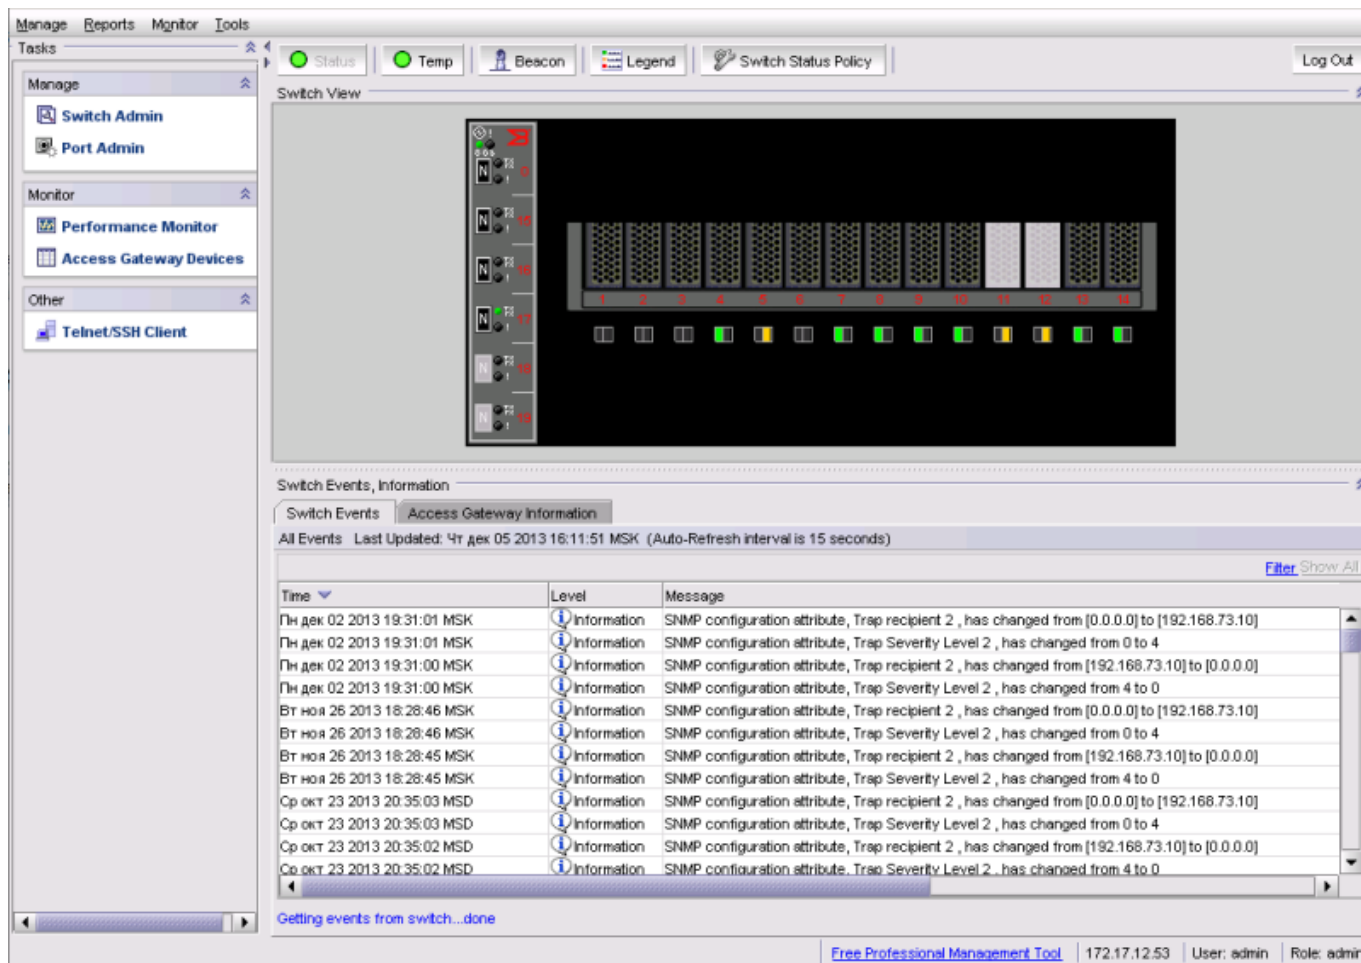 Manage Reports Monitor Tools
Tasks
Status Temp Beacon Legend Switch Status Policy Log Out
Manage
Switch Admin
Port Admin
Monitor
Performance Monitor
Access Gateway Devices
Other
Telnet/SSH Client
Switch View
0
15
16
17
18
19
N
N
N
N
N
N
1 2 3 4 5 6 7 8 9 10 11 12 13 14
Switch Events, Information
Switch Events Access Gateway Information
All Events Last Updated: Чт дек 05 2013 16:11:51 MSK (Auto-Refresh interval is 15 seconds)
Filter Show All
Time Level Message
Пн дек 02 2013 19:31:01 MSK Information SNMP configuration attribute, Trap recipient 2 , has changed from [0.0.0.0] to [192.168.73.10]
Пн дек 02 2013 19:31:01 MSK Information SNMP configuration attribute, Trap Severity Level 2 , has changed from 0 to 4
Пн дек 02 2013 19:31:00 MSK Information SNMP configuration attribute, Trap recipient 2 , has changed from [192.168.73.10] to [0.0.0.0]
Пн дек 02 2013 19:31:00 MSK Information SNMP configuration attribute, Trap Severity Level 2 , has changed from 4 to 0
Вт ноя 26 2013 18:28:46 MSK Information SNMP configuration attribute, Trap recipient 2 , has changed from [0.0.0.0] to [192.168.73.10]
Вт ноя 26 2013 18:28:46 MSK Information SNMP configuration attribute, Trap Severity Level 2 , has changed from 0 to 4
Вт ноя 26 2013 18:28:45 MSK Information SNMP configuration attribute, Trap recipient 2 , has changed from [192.168.73.10] to [0.0.0.0]
Вт ноя 26 2013 18:28:45 MSK Information SNMP configuration attribute, Trap Severity Level 2 , has changed from 4 to 0
Ср окт 23 2013 20:35:03 MSD Information SNMP configuration attribute, Trap recipient 2 , has changed from [0.0.0.0] to [192.168.73.10]
Ср окт 23 2013 20:35:03 MSD Information SNMP configuration attribute, Trap Severity Level 2 , has changed from 0 to 4
Ср окт 23 2013 20:35:02 MSD Information SNMP configuration attribute, Trap recipient 2 , has changed from [192.168.73.10] to [0.0.0.0]
Ср окт 23 2013 20:35:02 MSD Information SNMP configuration attribute, Trap Severity Level 2 , has changed from 4 to 0
Getting events from switch...done
Free Professional Management Tool 172.17.12.53 User: admin Role: admin